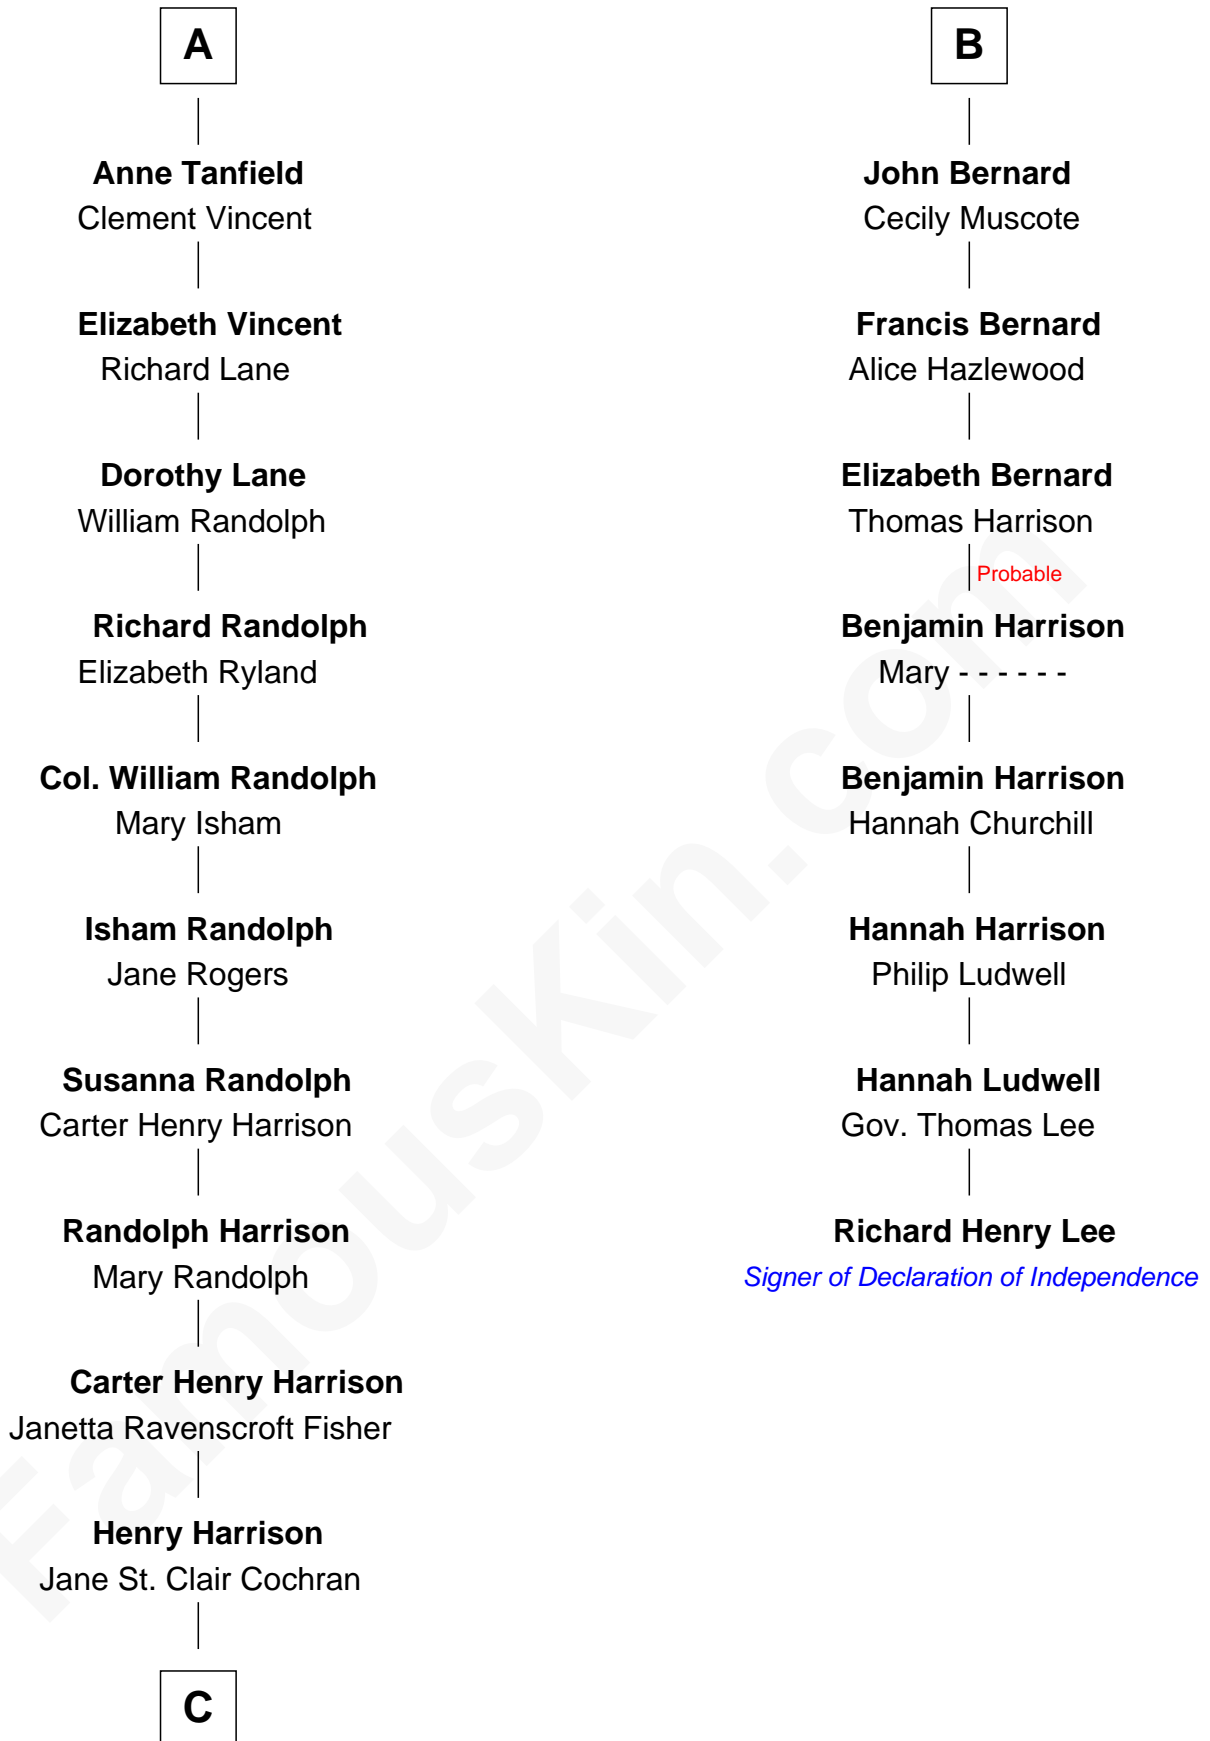 A
Anne Tanfield
Clement Vincent
Elizabeth Vincent
Richard Lane
Dorothy Lane
William Randolph
Richard Randolph
Elizabeth Ryland
Col. William Randolph
Mary Isham
Isham Randolph
Jane Rogers
Susanna Randolph
Carter Henry Harrison
Randolph Harrison
Mary Randolph
Carter Henry Harrison
Janetta Ravenscroft Fisher
Henry Harrison
Jane St. Clair Cochran
C
B
John Bernard
Cecily Muscote
Francis Bernard
Alice Hazlewood
Elizabeth Bernard
Thomas Harrison
Probable
Benjamin Harrison
Mary - - - - - -
Benjamin Harrison
Hannah Churchill
Hannah Harrison
Philip Ludwell
Hannah Ludwell
Gov. Thomas Lee
Richard Henry Lee
Signer of Declaration of Independence
FamousKin.com